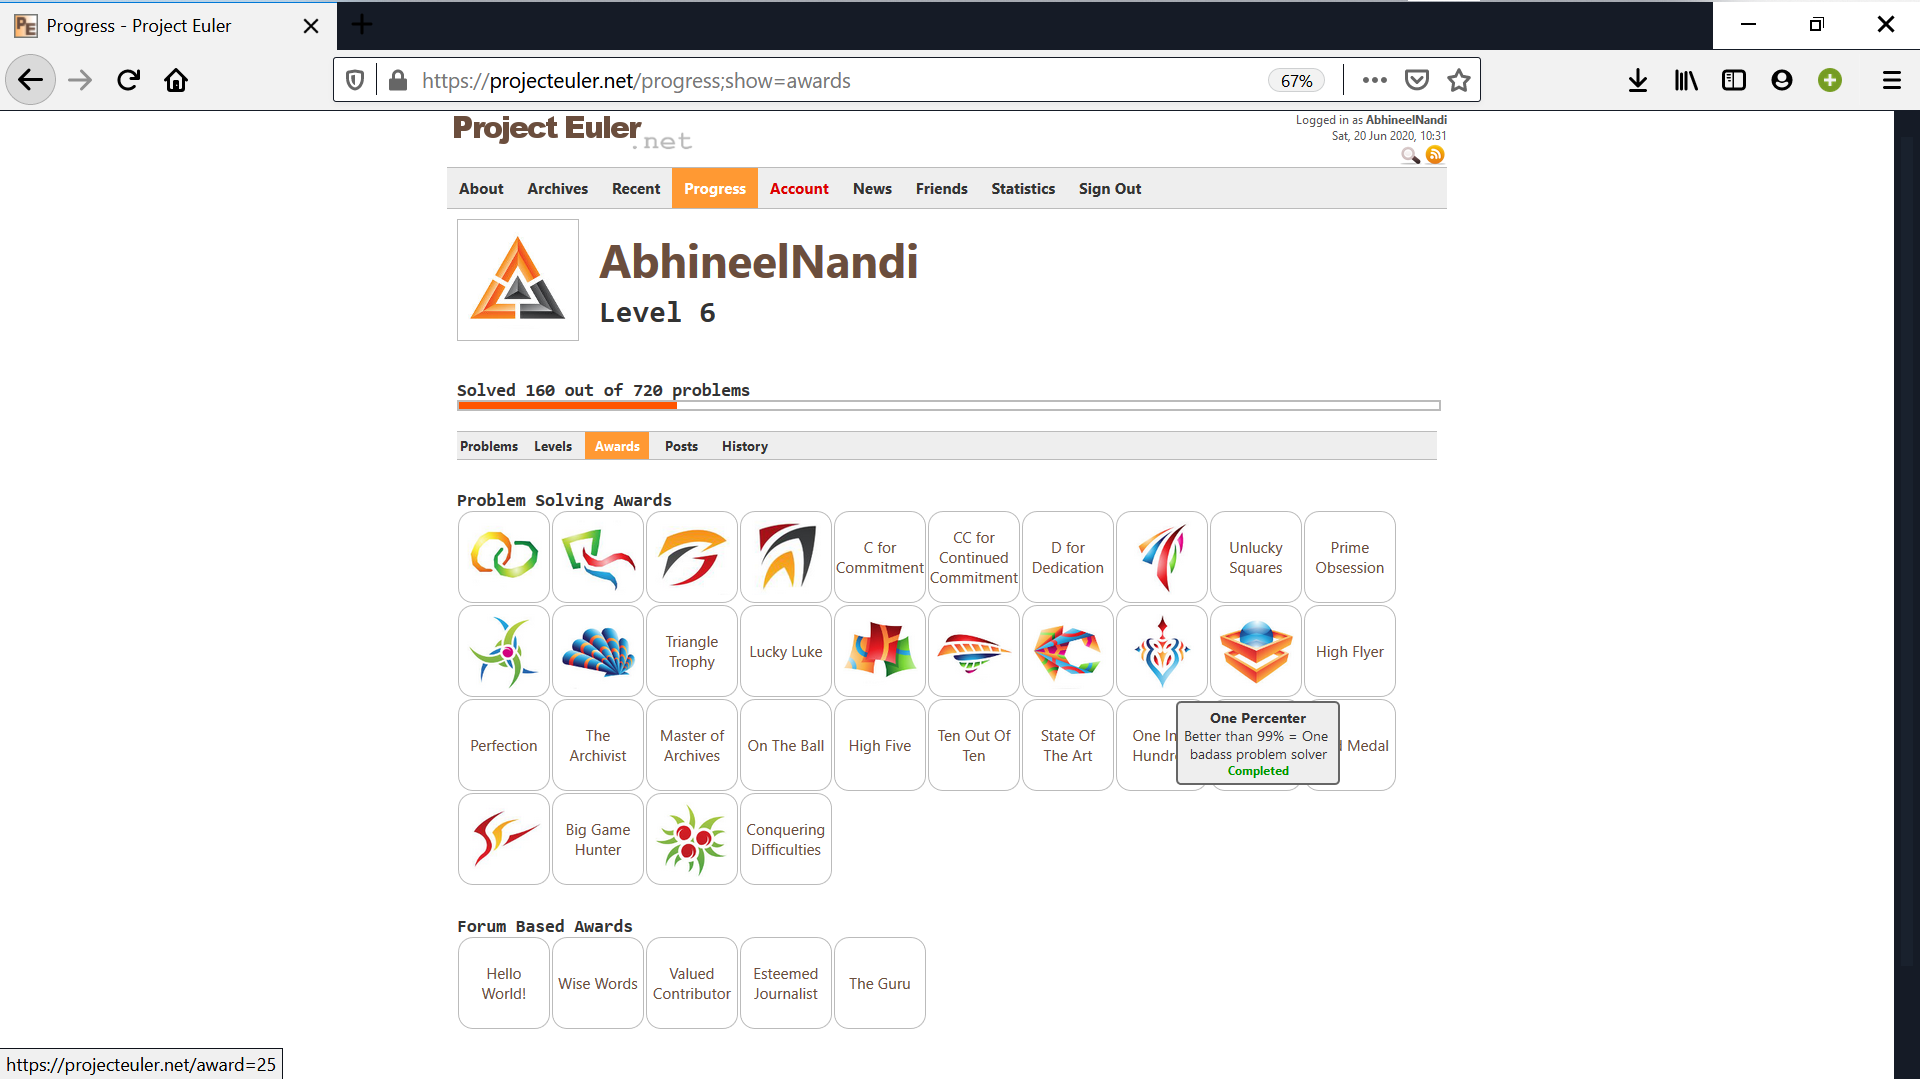 Progress - Project Euler
https://projecteuler.net/progress;show=awards
67%
Project Euler
.net
Logged in as AbhineelNandi
Sat, 20 Jun 2020, 10:31
About Archives Recent Progress Account News Friends Statistics Sign Out
AbhineelNandi
Level 6
Solved 160 out of 720 problems
Problems Levels Awards Posts History
Problem Solving Awards
C for
Commitment
CC for
Continued
Commitment
D for
Dedication
Unlucky
Squares
Prime
Obsession
Triangle
Trophy
Lucky Luke
High Flyer
Perfection
The
Archivist
Master of
Archives
On The Ball
High Five
Ten Out Of
Ten
State Of
The Art
One In
Hundr
One Percenter
Better than 99% = One
badass problem solver
Completed
Medal
Big Game
Hunter
Conquering
Difficulties
Forum Based Awards
Hello
World!
Wise Words
Valued
Contributor
Esteemed
Journalist
The Guru
https://projecteuler.net/award=25